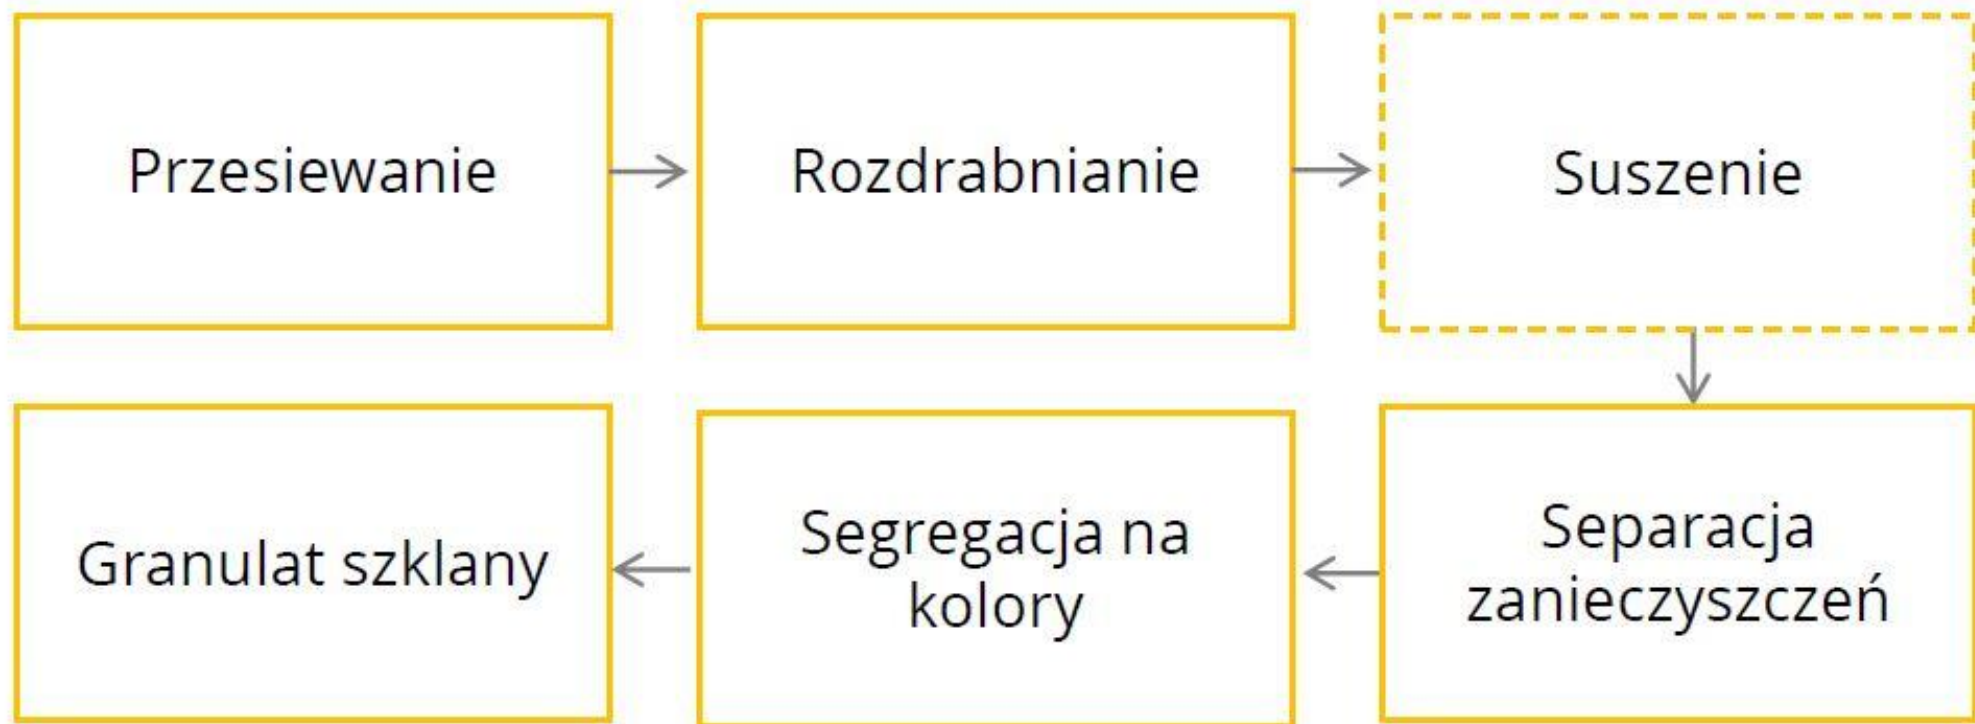 Przesiewanie
Rozdrabnianie
Suszenie
Separacja
zanieczyszczeń
Segregacja na
kolory
Granulat szklany